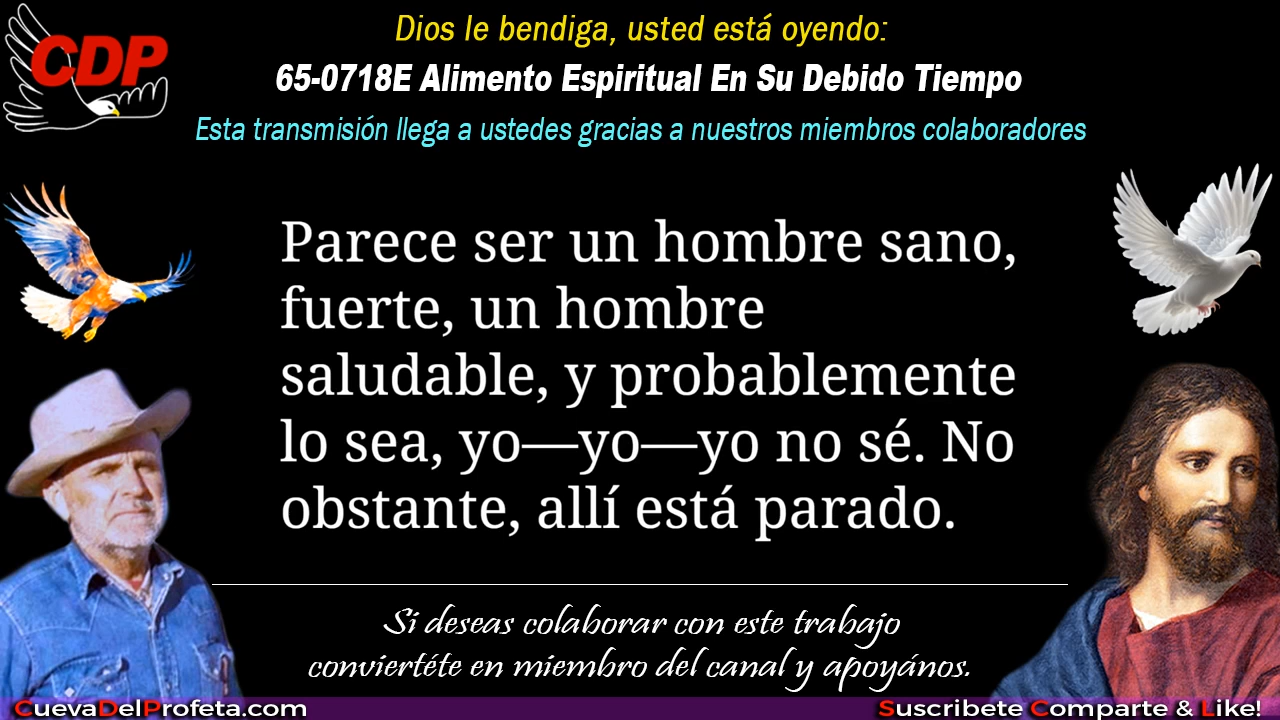 CDP
Dios le bendiga, usted está oyendo:
65-0718E Alimento Espiritual En Su Debido Tiempo
Esta transmisión llega a ustedes gracias a nuestros miembros colaboradores
Parece ser un hombre sano,
fuerte, un hombre
saludable, y probablemente
lo sea, yo—yo—yo no sé. No
obstante, allí está parado.
Si deseas colaborar con este trabajo
conviertéte en miembro del canal y apoyános.
CuevaDelProfeta.com
Suscribete Comparte & Like!